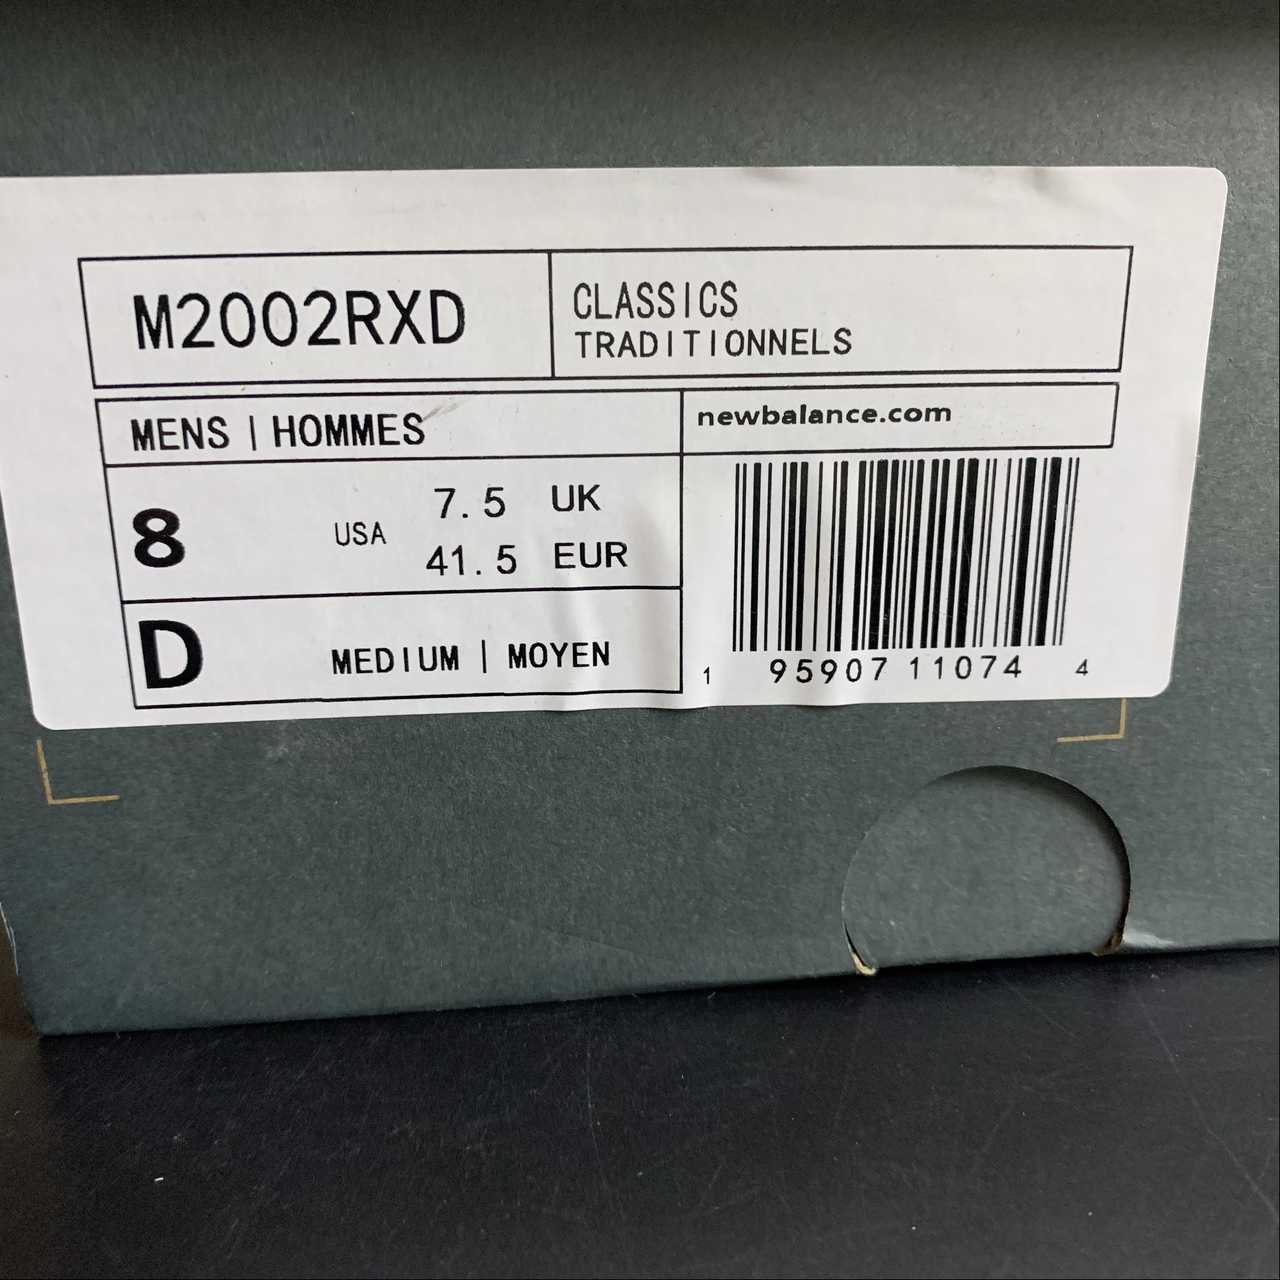 M2002RXD
CLASSICS
TRADITIONNELS
MENS | HOMMES
newbalance.com
8 USA 7.5 UK
41.5 EUR
D MEDIUM | MOYEN
1 95907 11074 4